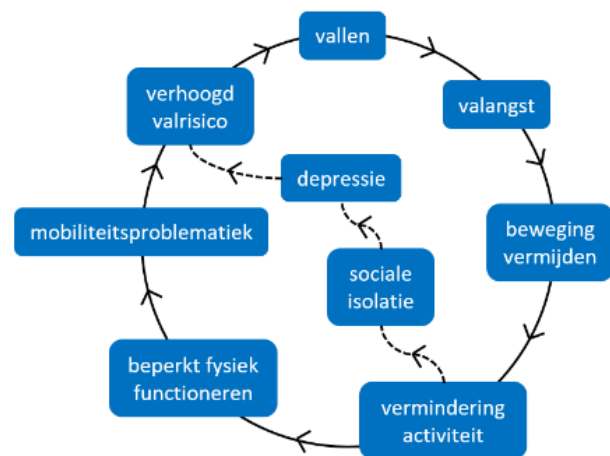 vallen
valangst
beweging
vermijden
vermindering
activiteit
beperkt fysiek
functioneren
mobiliteitsproblematiek
verhoogd
valrisico
depressie
sociale
isolatie